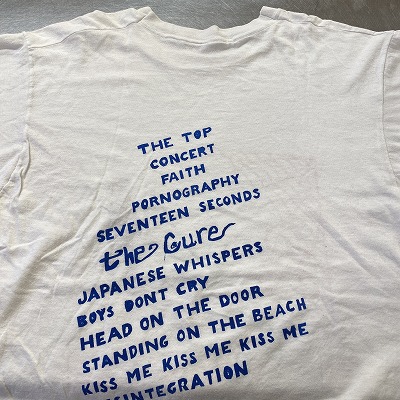 THE TOP
CONCERT
FAITH
PORNOGRAPHY
SEVENTEEN SECONDS
the Cure
JAPANESE WHISPERS
BOYS DONT CRY
HEAD ON THE DOOR
STANDING ON THE BEACH
KISS ME KISS ME KISS ME
DISINTEGRATION